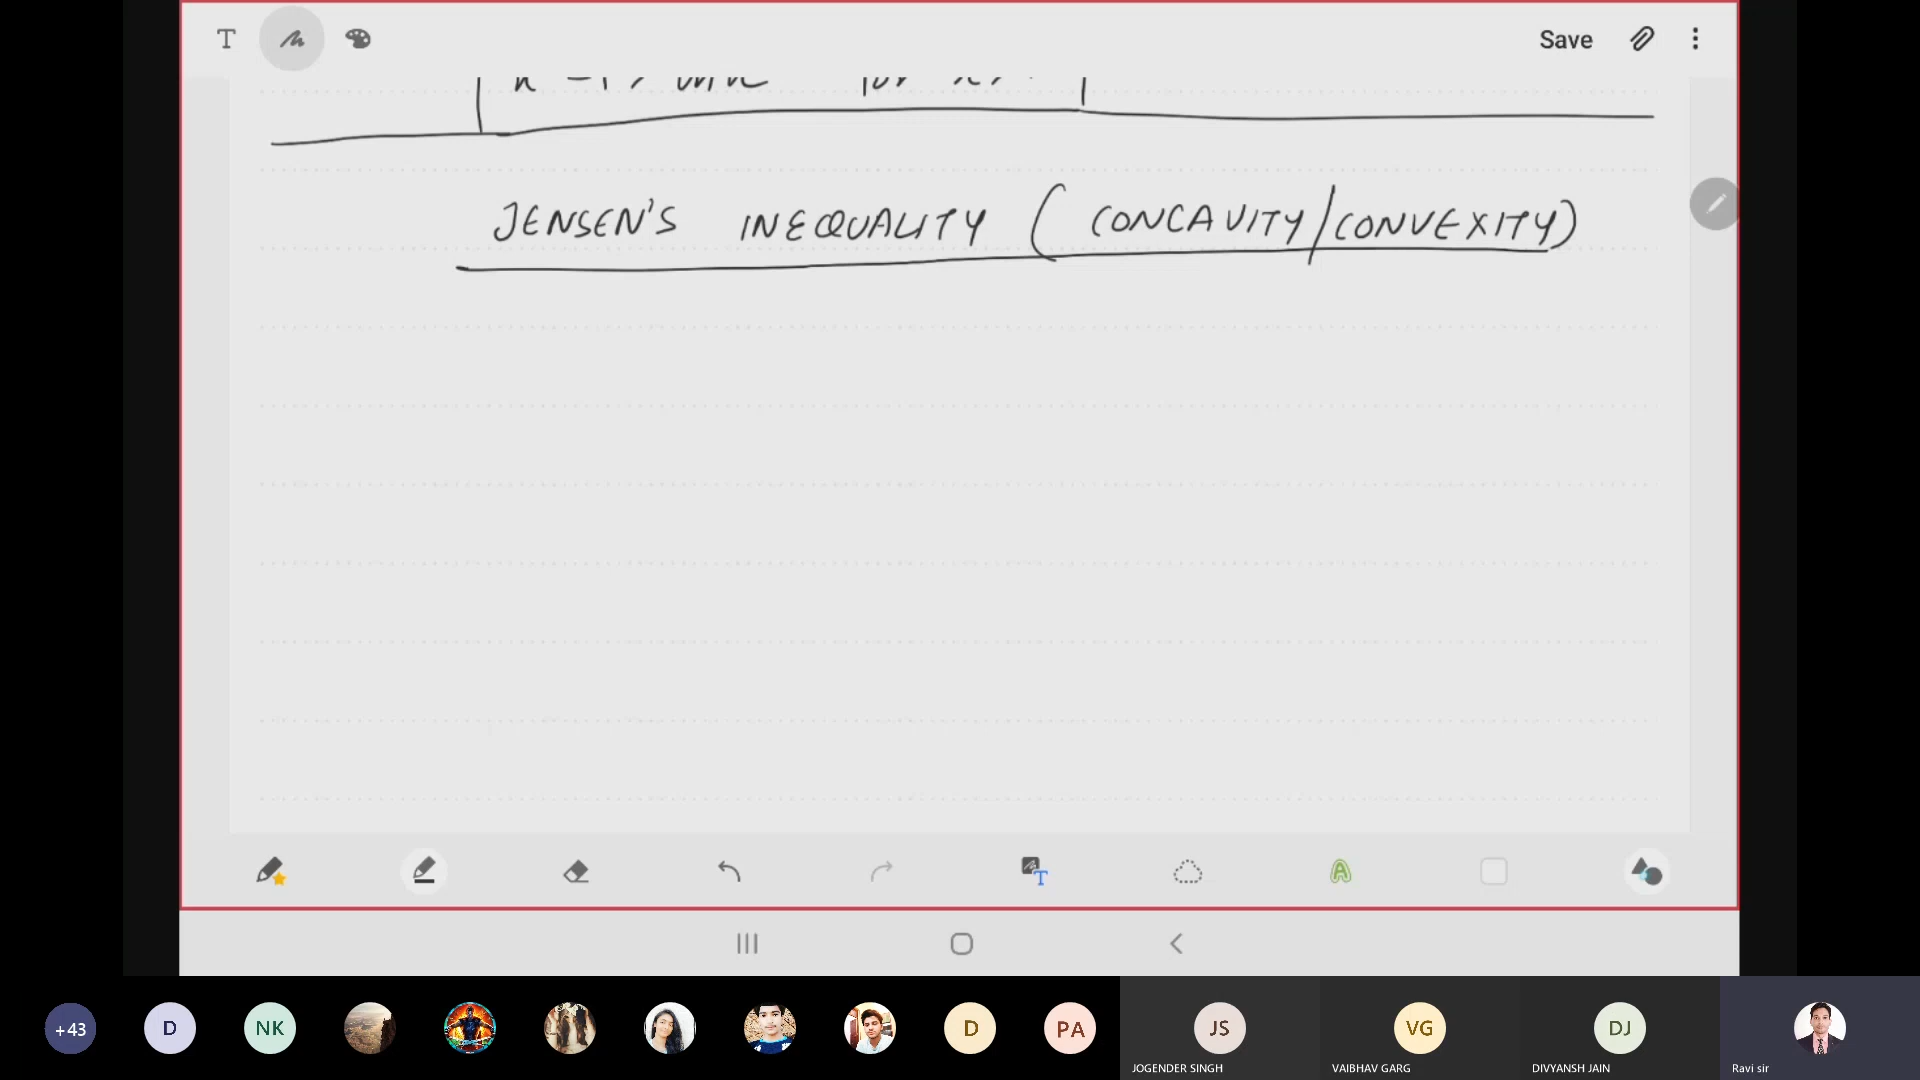 T
Save
JENSEN'S INEQUALITY (CONCAVITY/CONVEXITY)
T
A
+43
D
NK
D
PA
JS
VG
DJ
JOGENDER SINGH
VAIBHAV GARG
DIVYANSH JAIN
Ravi sir